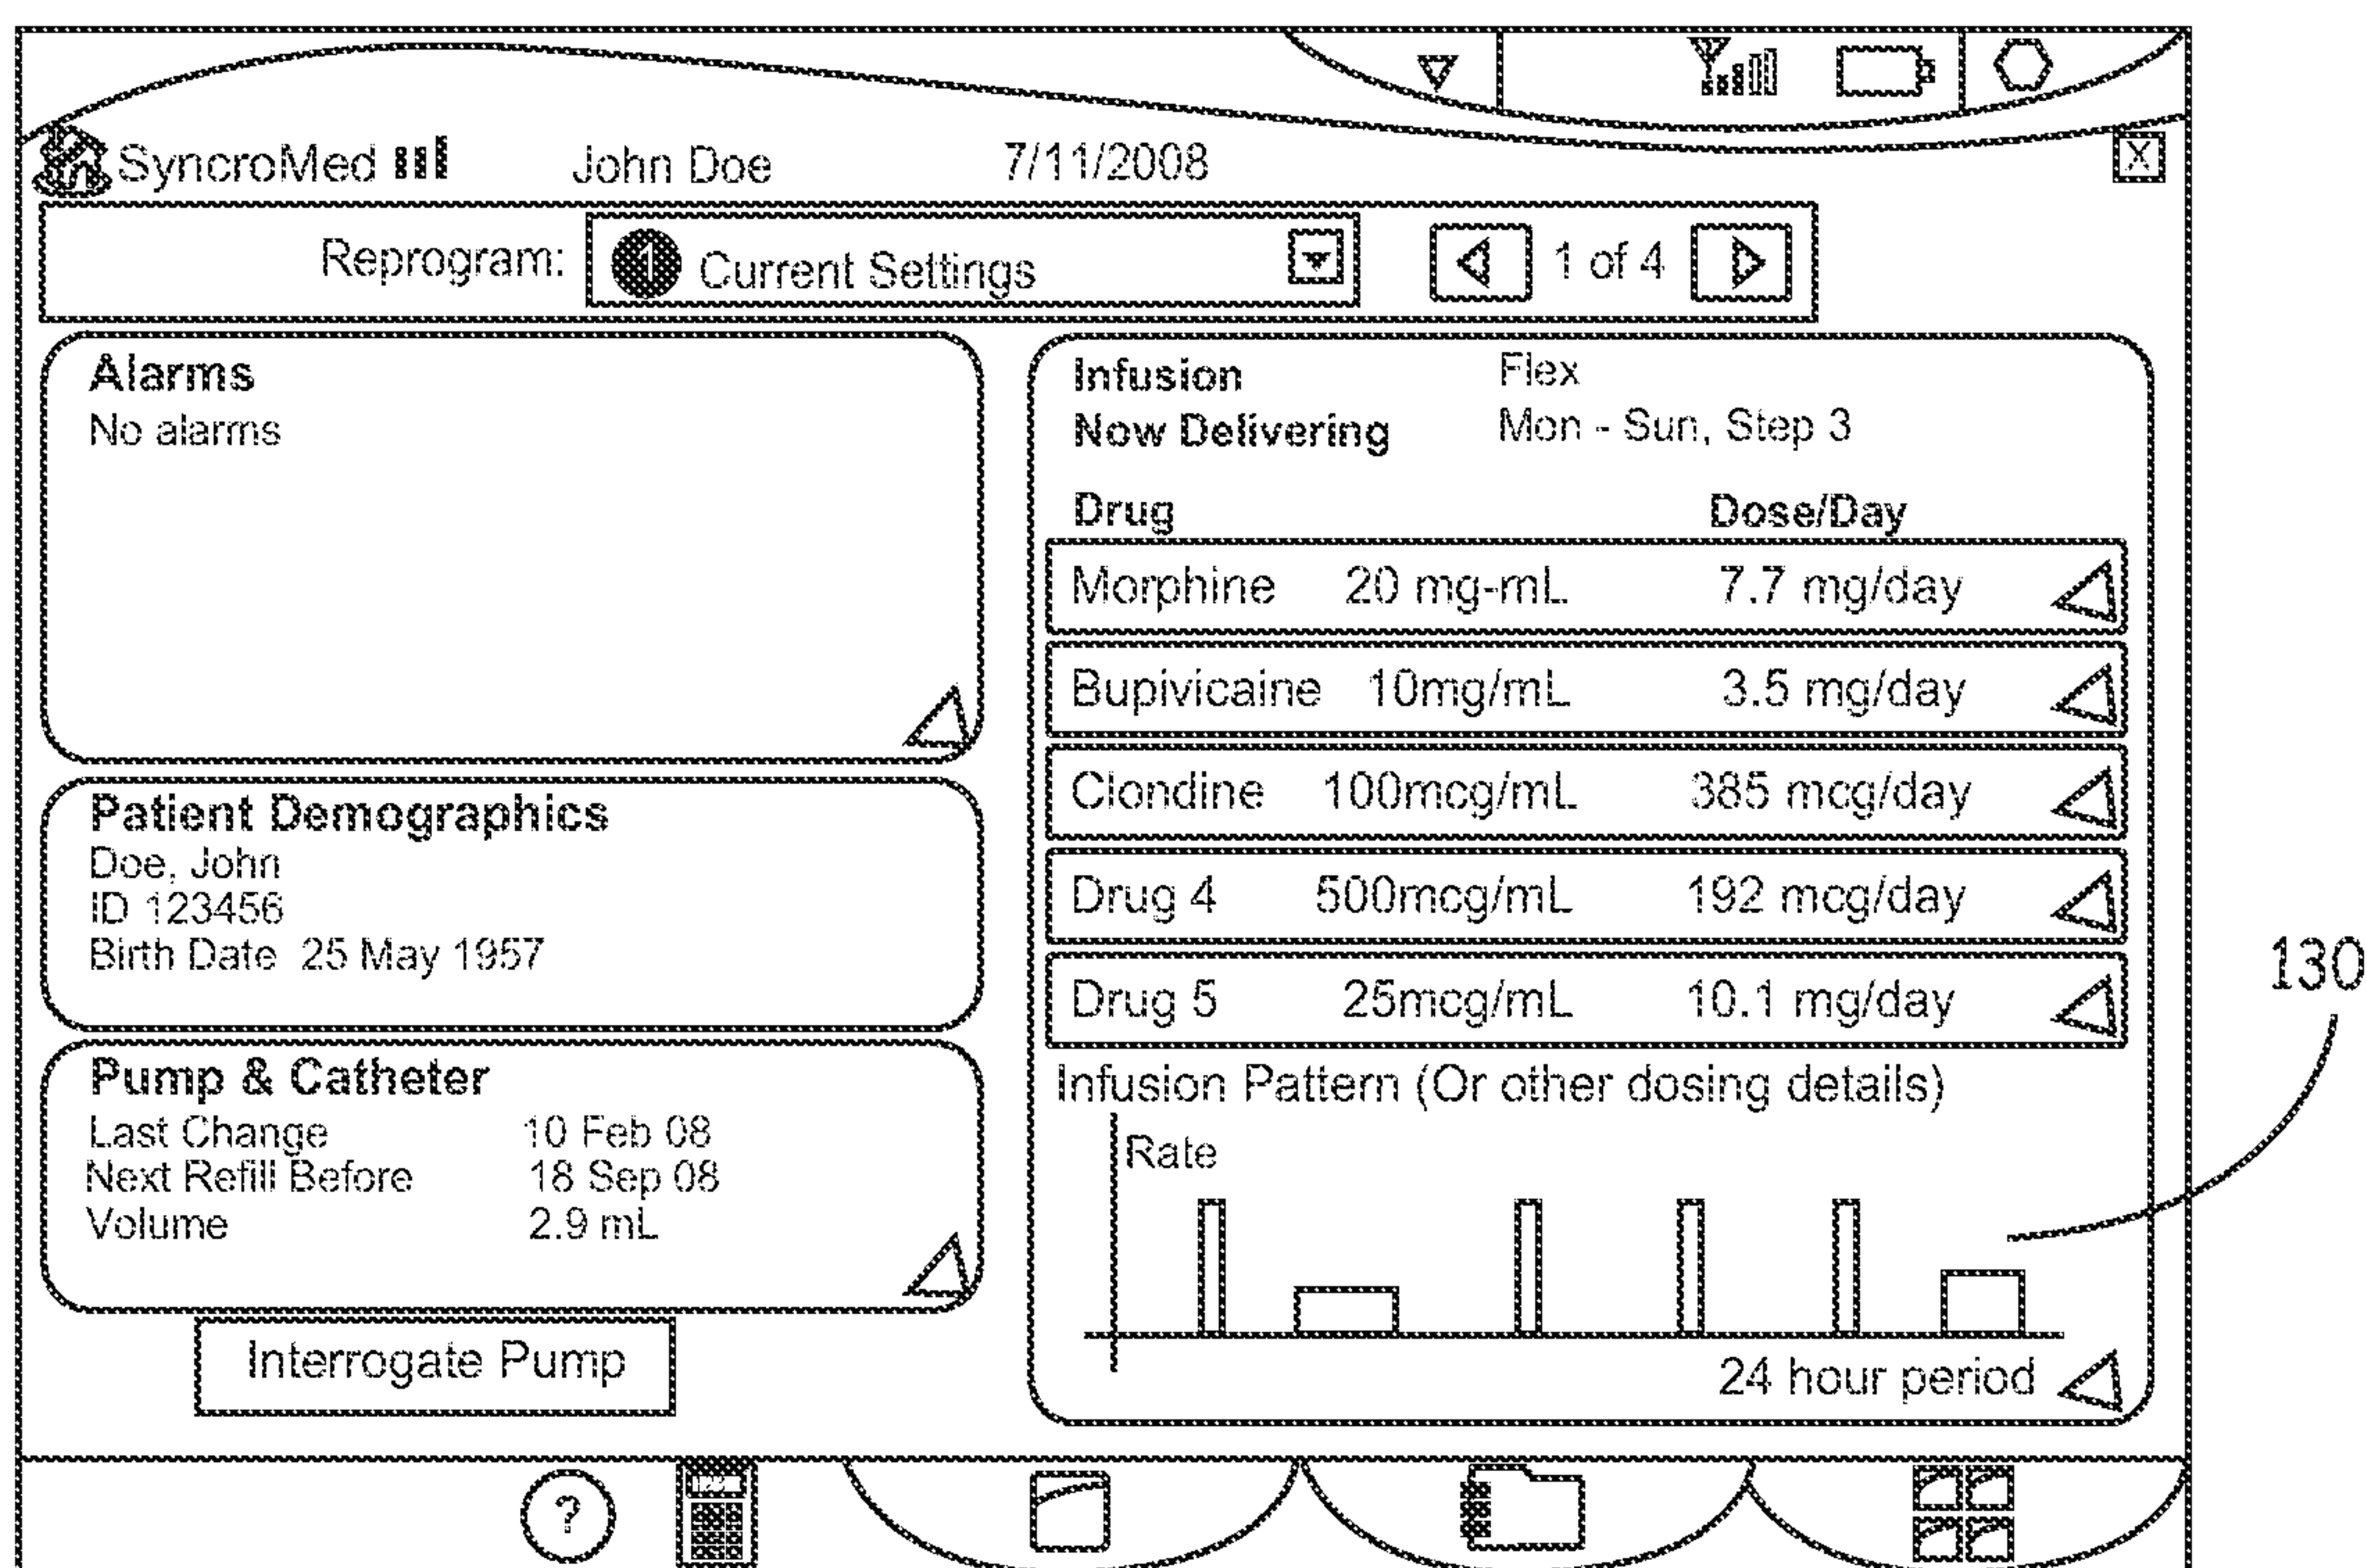 SyncroMed John Doe 7/11/2008 X
Reprogram: 1 Current Settings 1 of 4
Alarms
No alarms
Patient Demographics
Doe, John
ID 123456
Birth Date 25 May 1957
Pump & Catheter
Last Change 10 Feb 08
Next Refill Before 18 Sep 08
Volume 2.9 mL
Interrogate Pump
Infusion Flex
Now Delivering Mon - Sun, Step 3
Drug Dose/Day
Morphine 20 mg-mL 7.7 mg/day
Bupivicaine 10mg/mL 3.5 mg/day
Clondine 100mcg/mL 385 mcg/day
Drug 4 500mcg/mL 192 mcg/day
Drug 5 25mcg/mL 10.1 mg/day
Infusion Pattern (Or other dosing details)
Rate
24 hour period
130
?